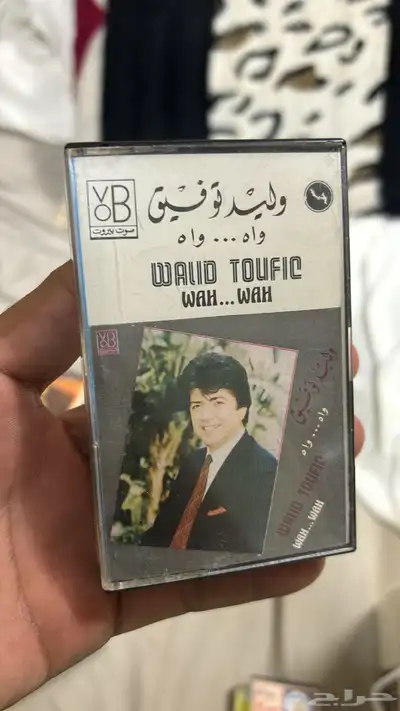 VOB
صوت بيروت
وليد توفيق
واه ... واه
WALID TOUFIC
WAH...WAH
VOB
وليد توفيق
واه ... واه
WALID TOUFIC
WAH...WAH
حراج